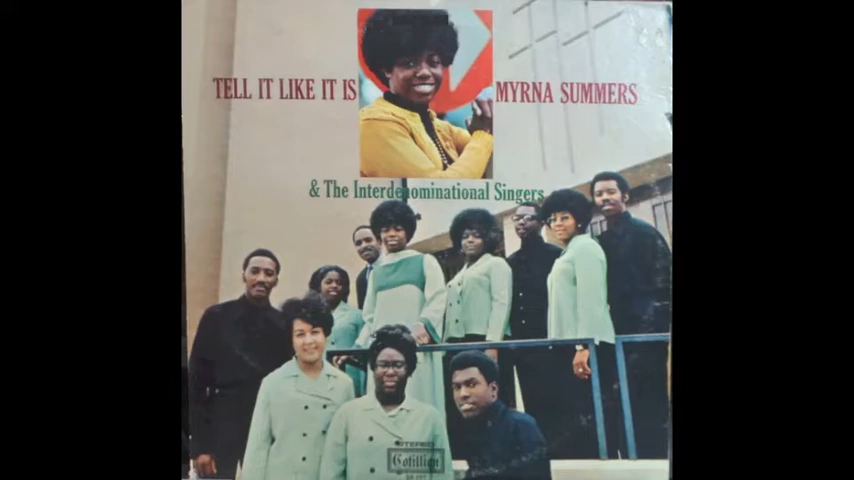 TELL IT LIKE IT IS
MYRNA SUMMERS
& The Interdenominational Singers
STEREO
Cotillion